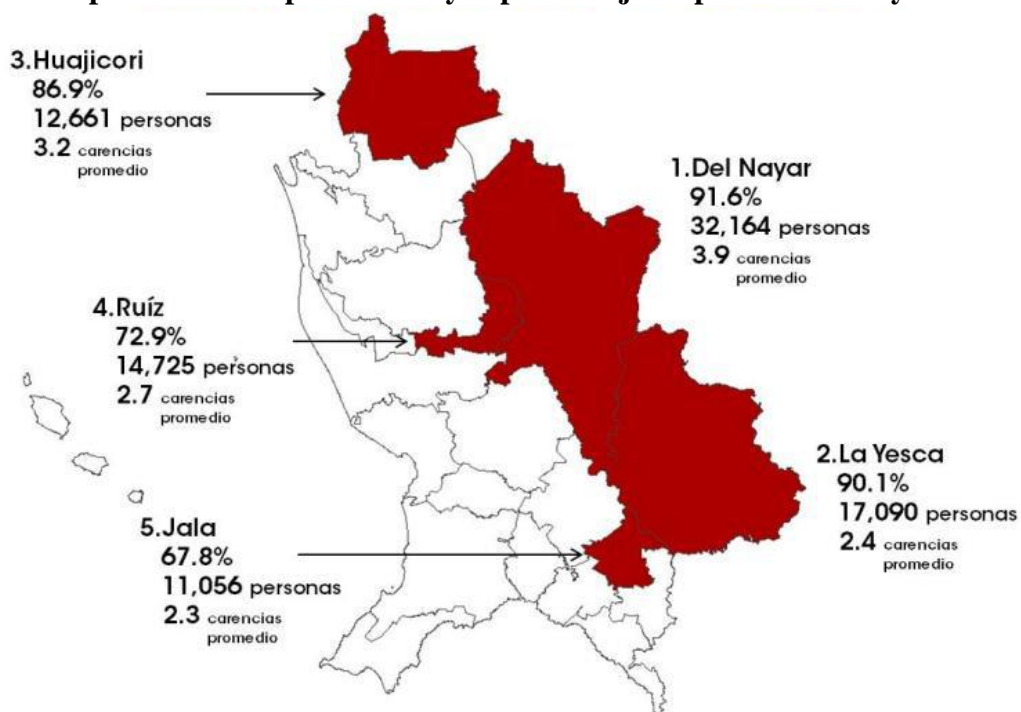 3.Huajicori
86.9%
12,661 personas
3.2 carencias
promedio
1.Del Nayar
91.6%
32,164 personas
3.9 carencias
promedio
4.Ruíz
72.9%
14,725 personas
2.7 carencias
promedio
2.La Yesca
90.1%
17,090 personas
2.4 carencias
promedio
5.Jala
67.8%
11,056 personas
2.3 carencias
promedio